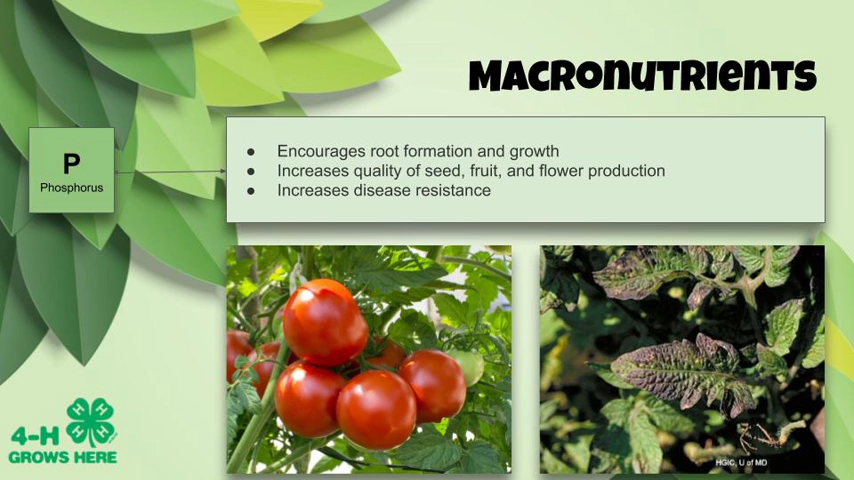 Macronutrients
P
Phosphorus
● Encourages root formation and growth
● Increases quality of seed, fruit, and flower production
● Increases disease resistance
HGIC, U of MD
H H
H H
4-H
GROWS HERE